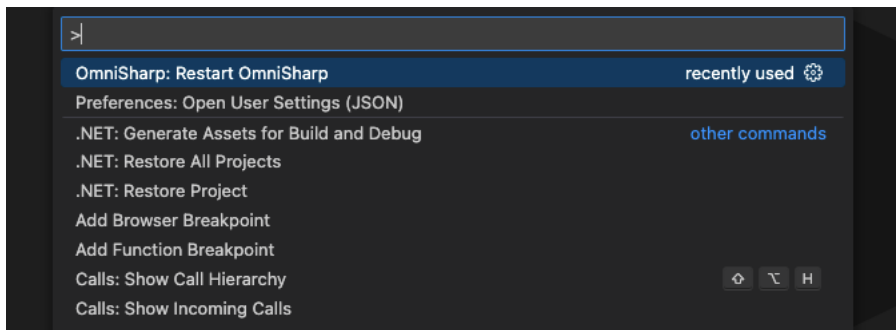 >
OmniSharp: Restart OmniSharp recently used
Preferences: Open User Settings (JSON)
.NET: Generate Assets for Build and Debug other commands
.NET: Restore All Projects
.NET: Restore Project
Add Browser Breakpoint
Add Function Breakpoint
Calls: Show Call Hierarchy ⇧ ⌥ H
Calls: Show Incoming Calls